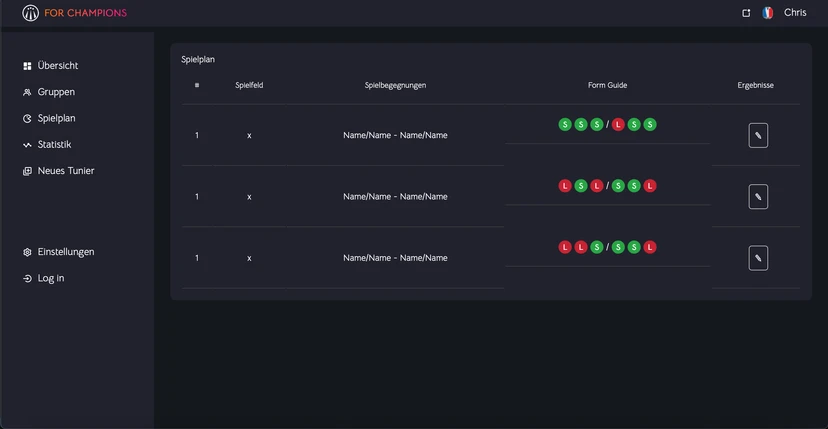 FOR CHAMPIONS
Chris
Übersicht
Gruppen
Spielplan
Statistik
Neues Tunier
Einstellungen
Log in
Spielplan
# Spielfeld Spielbegegnungen Form Guide Ergebnisse
1 x Name/Name - Name/Name S S S / L S S
1 x Name/Name - Name/Name L S L / S S L
1 x Name/Name - Name/Name L L S / S S L